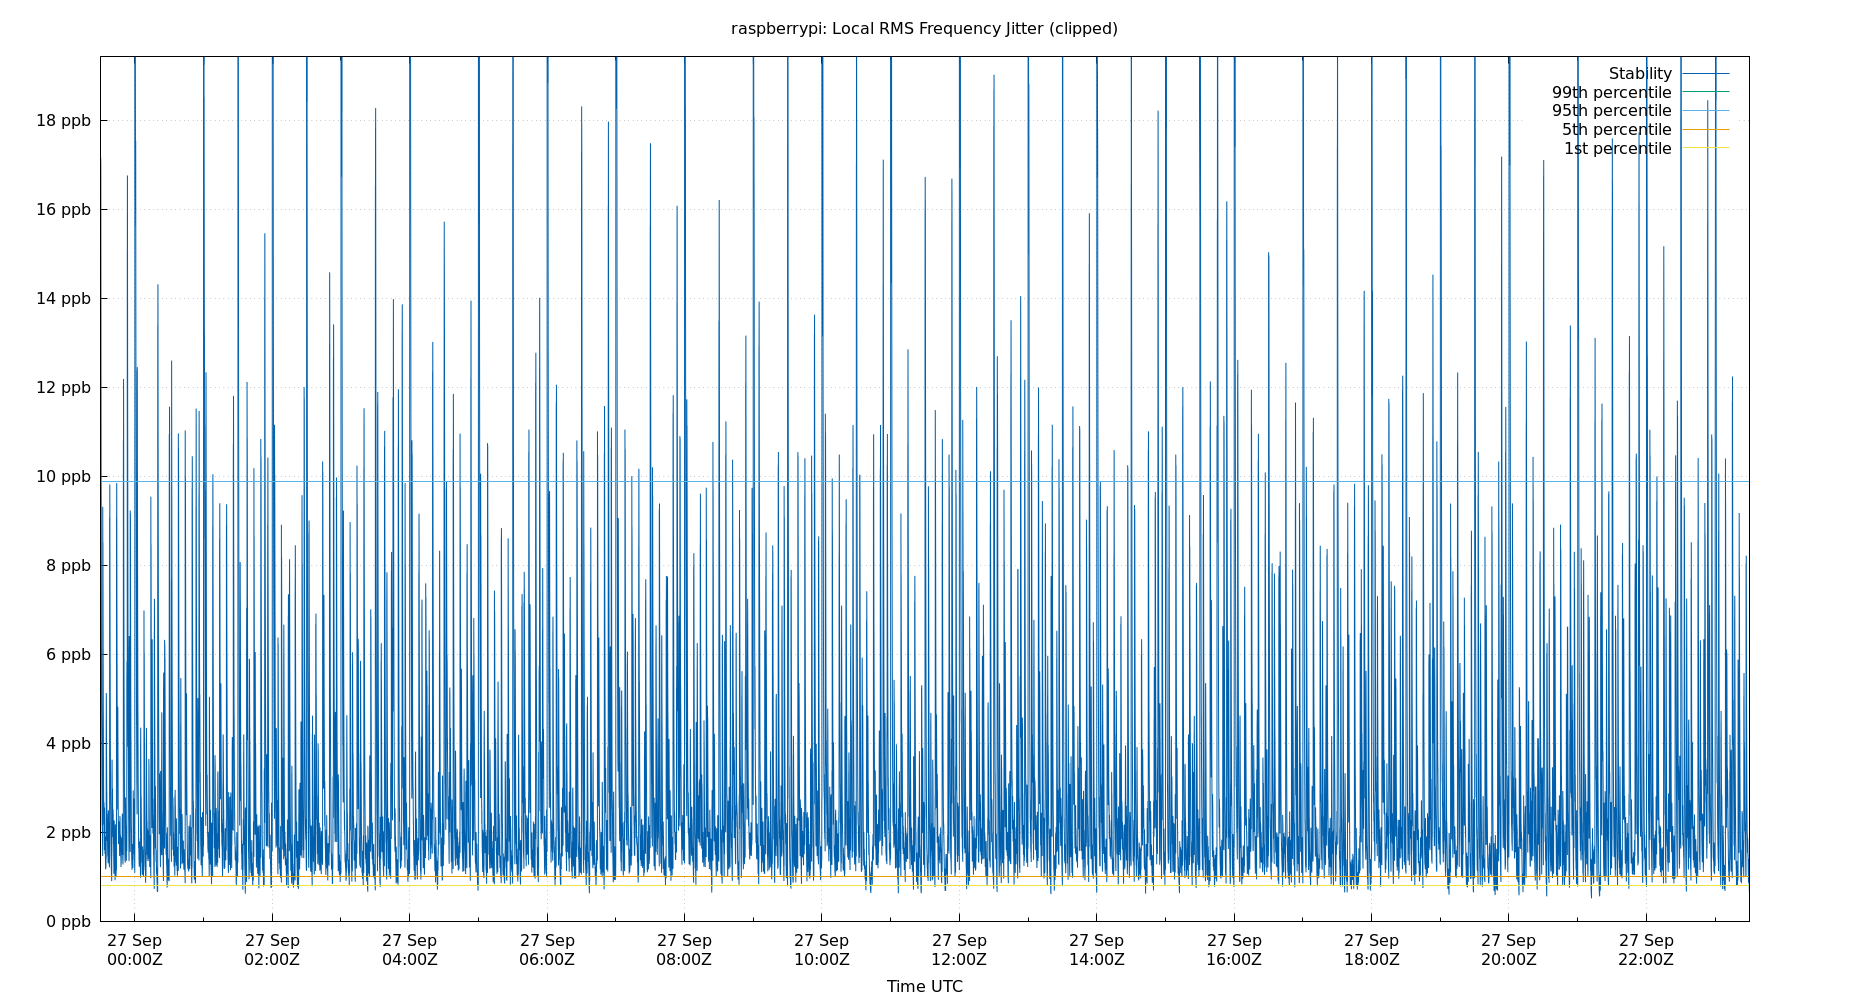 raspberrypi: Local RMS Frequency Jitter (clipped)
Stability
99th percentile
95th percentile
5th percentile
1st percentile
18 ppb
16 ppb
14 ppb
12 ppb
10 ppb
8 ppb
6 ppb
4 ppb
2 ppb
0 ppb
27 Sep 27 Sep 27 Sep 27 Sep 27 Sep 27 Sep 27 Sep 27 Sep 27 Sep 27 Sep 27 Sep 27 Sep
00:00Z 02:00Z 04:00Z 06:00Z 08:00Z 10:00Z 12:00Z 14:00Z 16:00Z 18:00Z 20:00Z 22:00Z
Time UTC